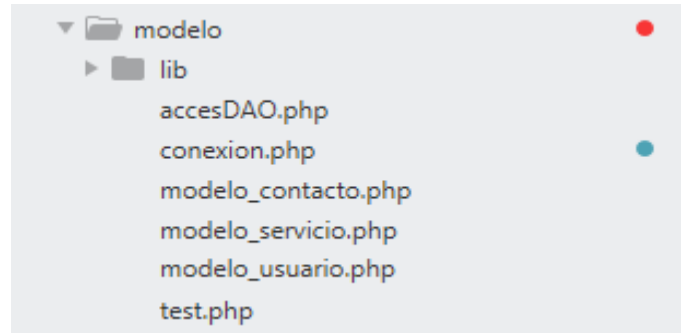 modelo
lib
accesDAO.php
conexion.php
modelo_contacto.php
modelo_servicio.php
modelo_usuario.php
test.php